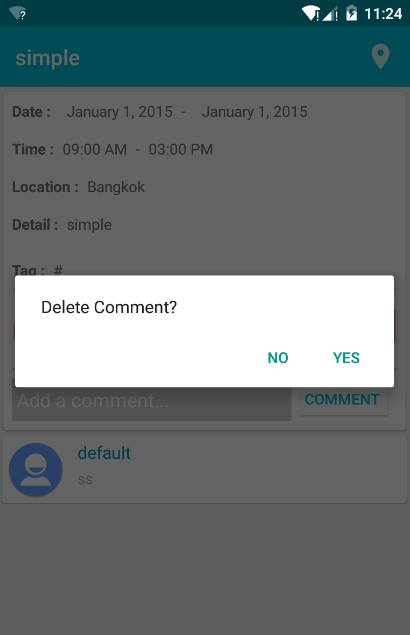 ? ! 11:24
simple
Date : January 1, 2015 - January 1, 2015
Time : 09:00 AM - 03:00 PM
Location : Bangkok
Detail : simple
Tag : #
Delete Comment?
NO YES
Add a comment... COMMENT
default
ss